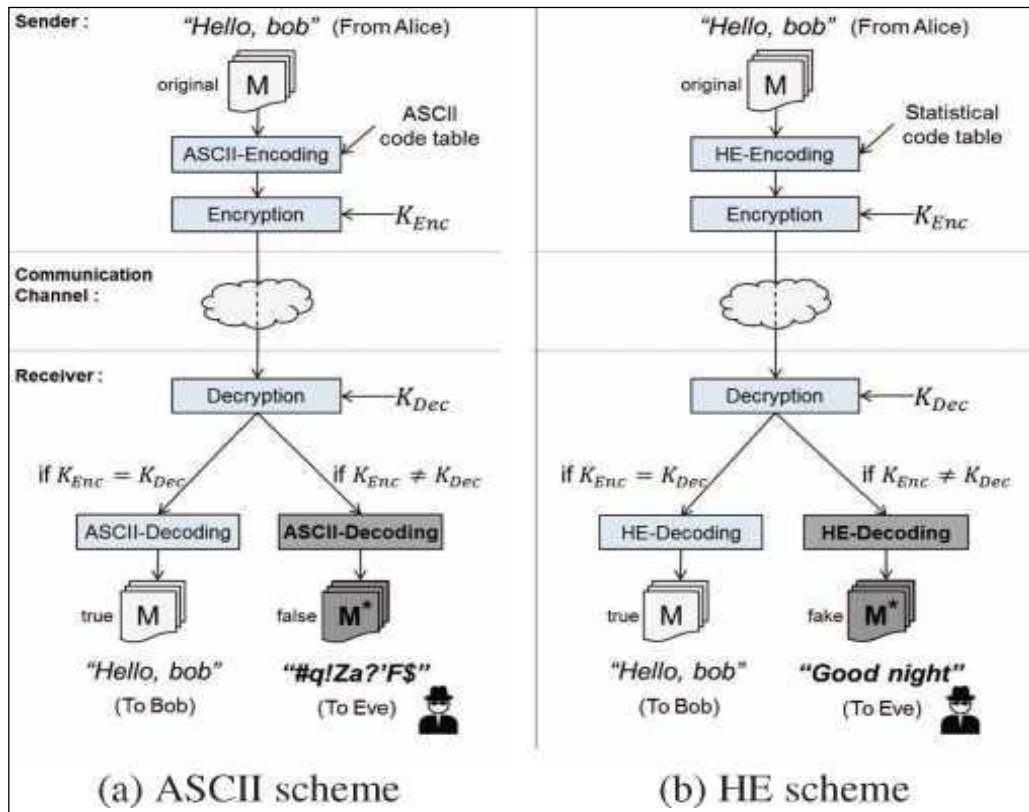 Sender :
"Hello, bob" (From Alice)
original M
ASCII
code table
ASCII-Encoding
Encryption
K_Enc
Communication
Channel :
Receiver :
Decryption
K_Dec
if K_Enc = K_Dec
if K_Enc ≠ K_Dec
ASCII-Decoding
ASCII-Decoding
true M
false M*
"Hello, bob"
"#q!Za?'F$"
(To Bob)
(To Eve)
(a) ASCII scheme
"Hello, bob" (From Alice)
original M
Statistical
code table
HE-Encoding
Encryption
K_Enc
Decryption
K_Dec
if K_Enc = K_Dec
if K_Enc ≠ K_Dec
HE-Decoding
HE-Decoding
true M
fake M*
"Hello, bob"
"Good night"
(To Bob)
(To Eve)
(b) HE scheme